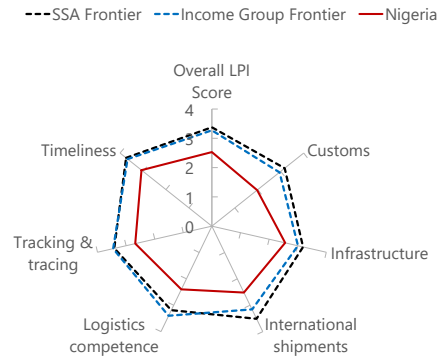 SSA Frontier Income Group Frontier Nigeria
Overall LPI
Score
4
Customs
3
Timeliness
2
1
0
Tracking &
tracing
Infrastructure
Logistics
competence
International
shipments